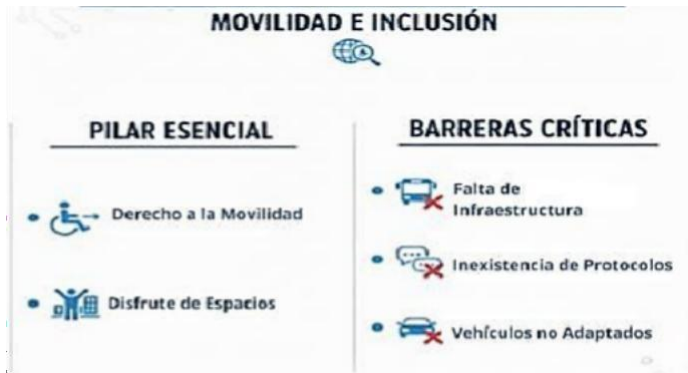 MOVILIDAD E INCLUSIÓN
PILAR ESENCIAL
Derecho a la Movilidad
Disfrute de Espacios
BARRERAS CRÍTICAS
Falta de
Infraestructura
Inexistencia de Protocolos
Vehículos no Adaptados